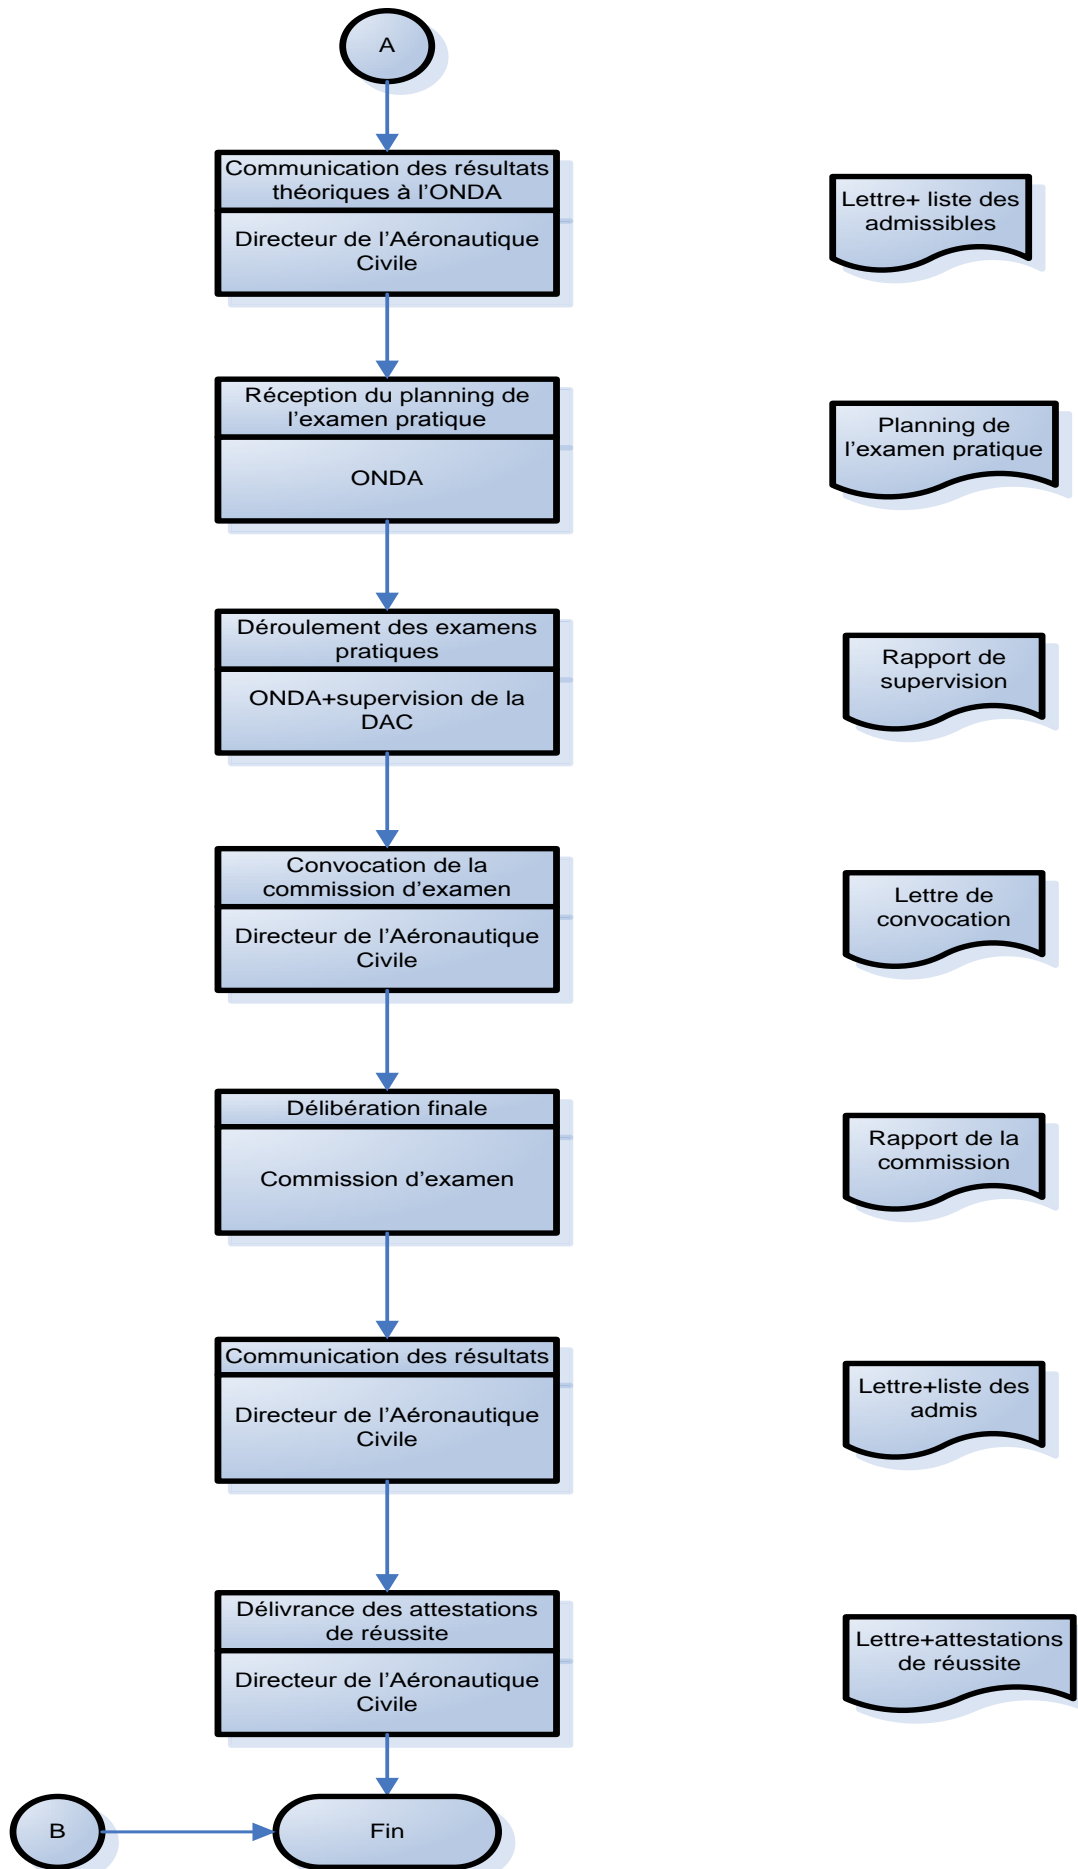 A
Communication des résultats
théoriques à l'ONDA
Directeur de l'Aéronautique
Civile
Lettre+ liste des
admissibles
Réception du planning de
l'examen pratique
ONDA
Planning de
l'examen pratique
Déroulement des examens
pratiques
ONDA+supervision de la
DAC
Rapport de
supervision
Convocation de la
commission d'examen
Directeur de l'Aéronautique
Civile
Lettre de
convocation
Délibération finale
Commission d'examen
Rapport de la
commission
Communication des résultats
Directeur de l'Aéronautique
Civile
Lettre+liste des
admis
Délivrance des attestations
de réussite
Directeur de l'Aéronautique
Civile
Lettre+attestations
de réussite
B
Fin